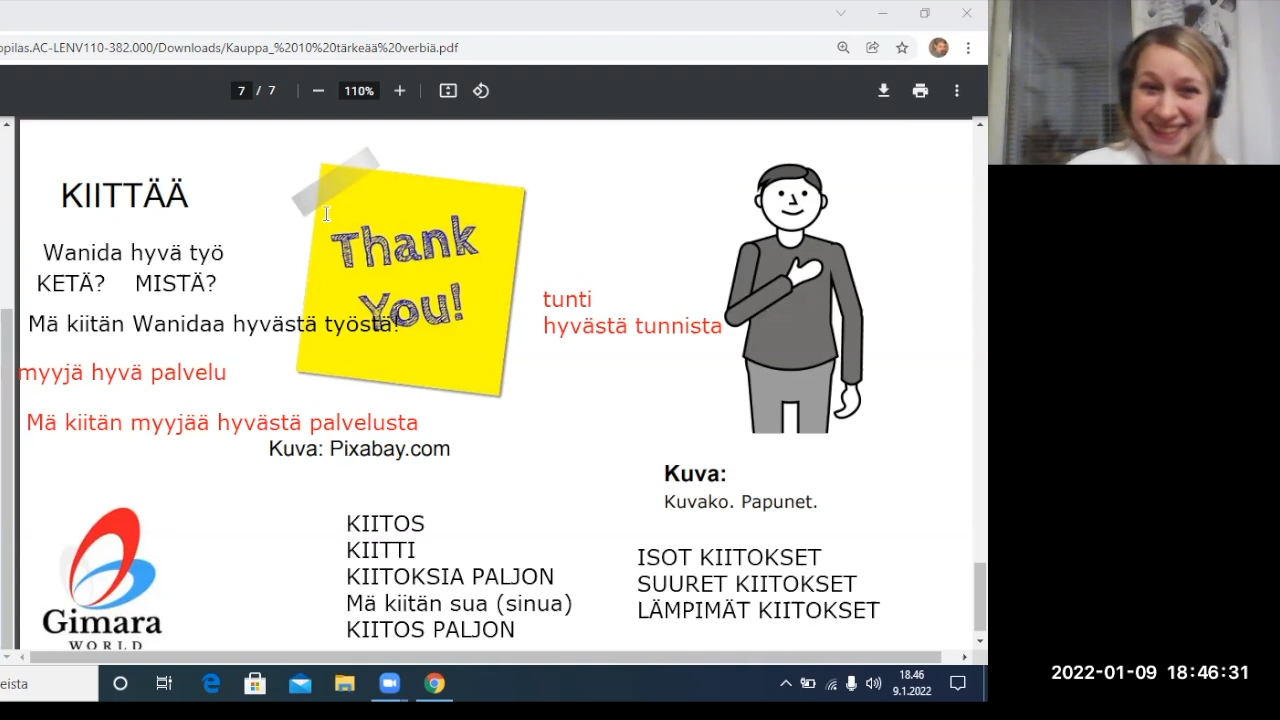 opilas.AC-LENV110-382.000/Downloads/Kauppa_%2010%20tärkeää%20verbiä.pdf
7 / 7
110%
KIITTÄÄ
Wanida hyvä työ
KETÄ? MISTÄ?
Mä kiitän Wanidaa hyvästä työstä!
myyjä hyvä palvelu
Mä kiitän myyjää hyvästä palvelusta
Thank
You!
Kuva: Pixabay.com
tunti
hyvästä tunnista
Kuva:
Kuvako. Papunet.
Gimara
WORLD
KIITOS
KIITTI
KIITOKSIA PALJON
Mä kiitän sua (sinua)
KIITOS PALJON
ISOT KIITOKSET
SUURET KIITOKSET
LÄMPIMÄT KIITOKSET
eista
18.46
9.1.2022
2022-01-09 18:46:31